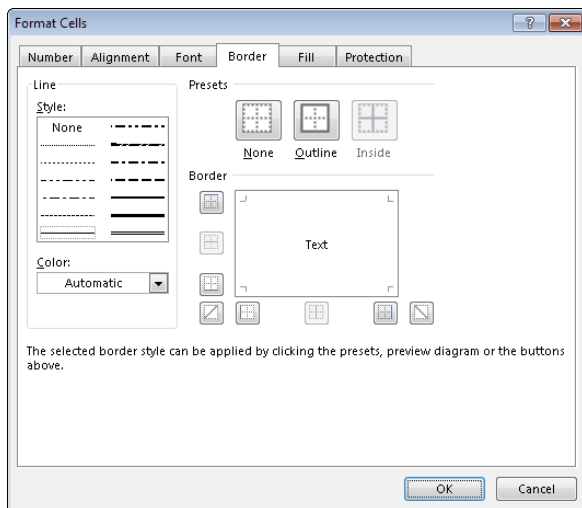 Format Cells
Number Alignment Font Border Fill Protection
Line
Style:
None
Color:
Automatic
Presets
None Outline Inside
Border
Text
The selected border style can be applied by clicking the presets, preview diagram or the buttons
above.
OK Cancel